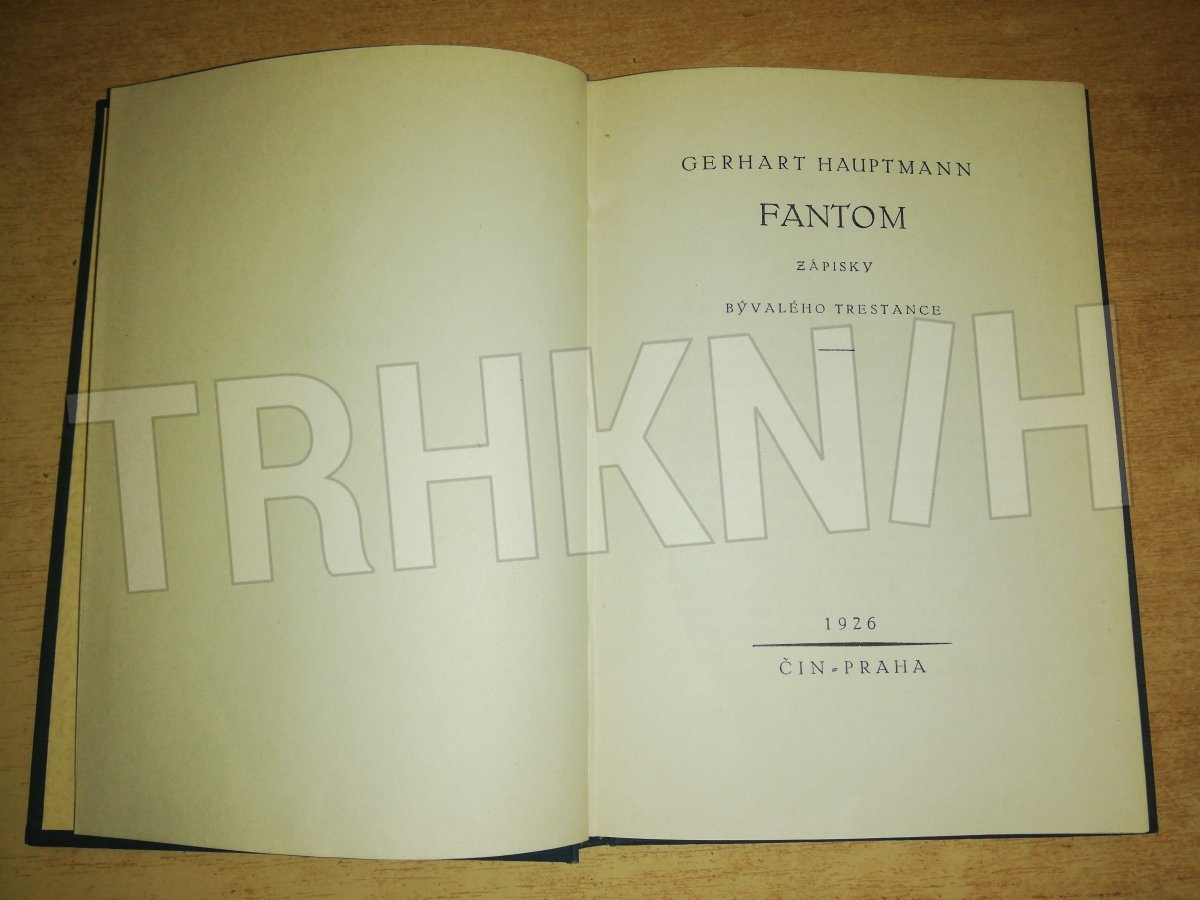 GERHART HAUPTMANN
FANTOM
ZÁPISKY
BÝVALÉHO TRESTANCE
TRHKNIH
1926
ČIN-PRAHA